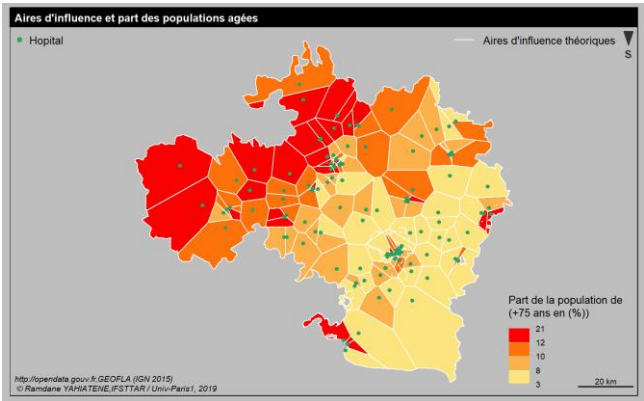 Aires d'influence et part des populations agées
Hopital
Aires d'influence théoriques
S
Part de la population de
(+75 ans en (%))
21
12
10
8
3
http://opendata.gouv.fr,GEOFLA (IGN 2015)
© Ramdane YAHIATENE,IFSTTAR / Univ-Paris1, 2019
20 km